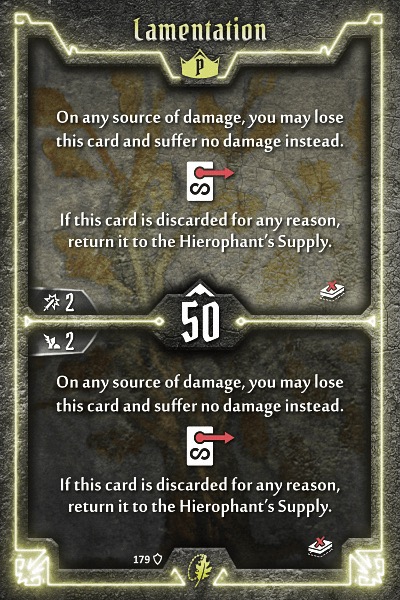 Lamentation
P
On any source of damage, you may lose
this card and suffer no damage instead.
If this card is discarded for any reason,
return it to the Hierophant's Supply.
2
50
2
On any source of damage, you may lose
this card and suffer no damage instead.
If this card is discarded for any reason,
return it to the Hierophant's Supply.
179